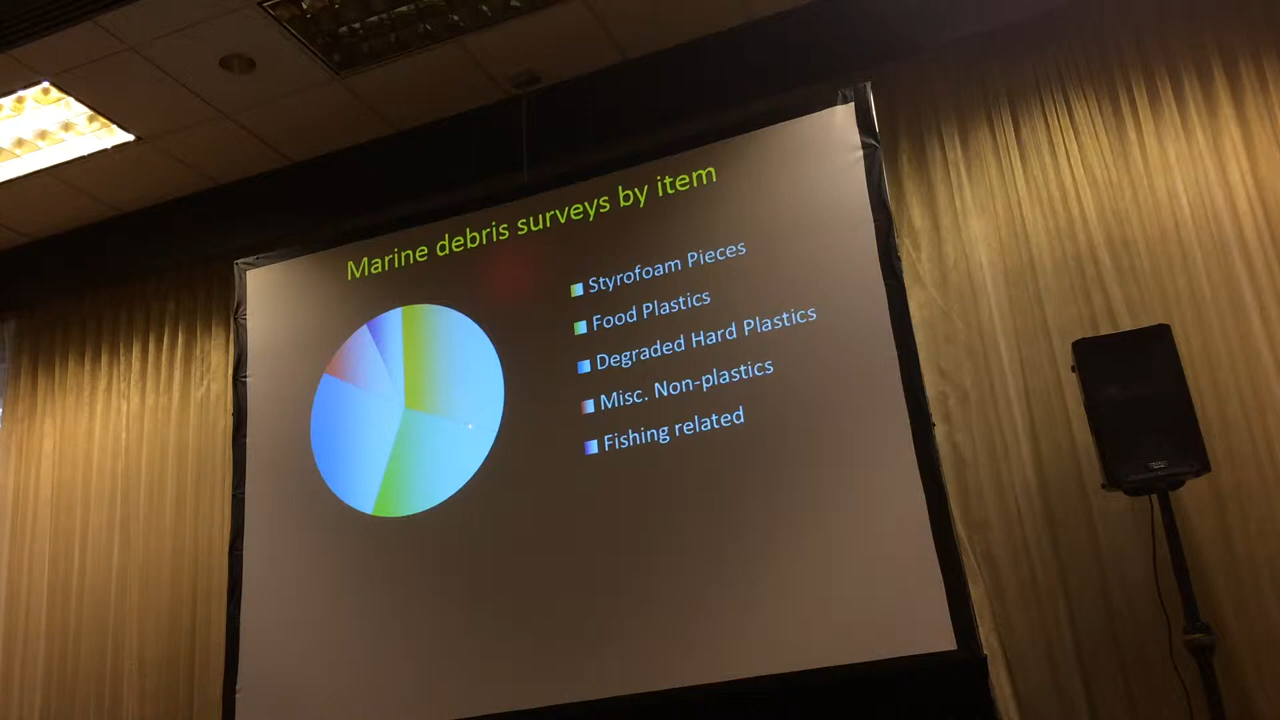 Marine debris surveys by item
Styrofoam Pieces
Food Plastics
Degraded Hard Plastics
Misc. Non-plastics
Fishing related